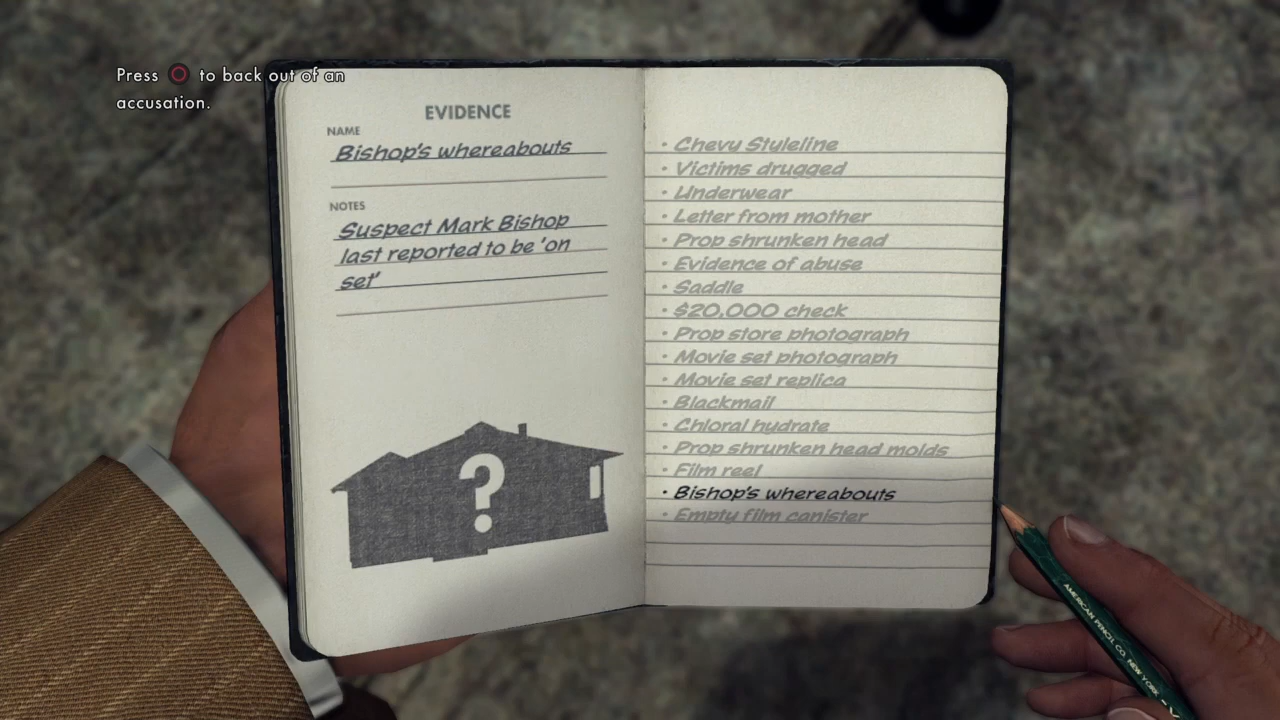 Press to back out of an
accusation.
EVIDENCE
NAME
Bishop's whereabouts
NOTES
Suspect Mark Bishop
last reported to be 'on
set'
?
• Chevy Styleline
• Victims drugged
• Underwear
• Letter from mother
• Prop shrunken head
• Evidence of abuse
• Saddle
• $20,000 check
• Prop store photograph
• Movie set photograph
• Movie set replica
• Blackmail
• Chloral hydrate
• Prop shrunken head molds
• Film reel
• Bishop's whereabouts
• Empty film canister
AMERICAN PENCIL CO. NEW YORK